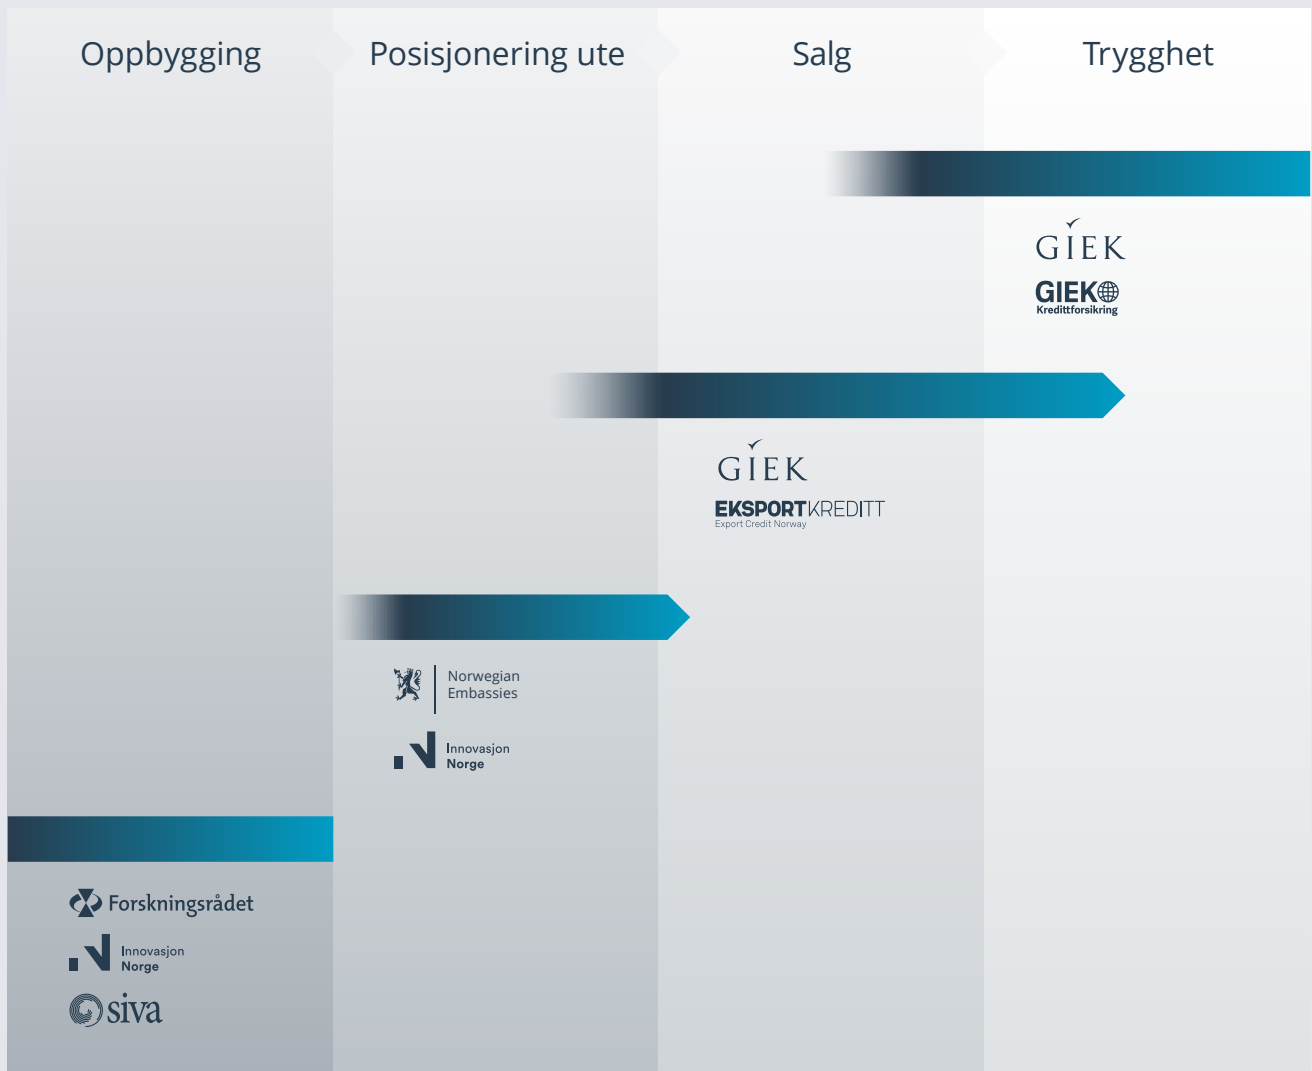 Oppbygging
Posisjonering ute
Salg
Trygghet
GIEK
GIEK
Kredittforsikring
GIEK
EKSPORTKREDITT
Export Credit Norway
Norwegian
Embassies
Innovasjon
Norge
Forskningsrådet
Innovasjon
Norge
siva